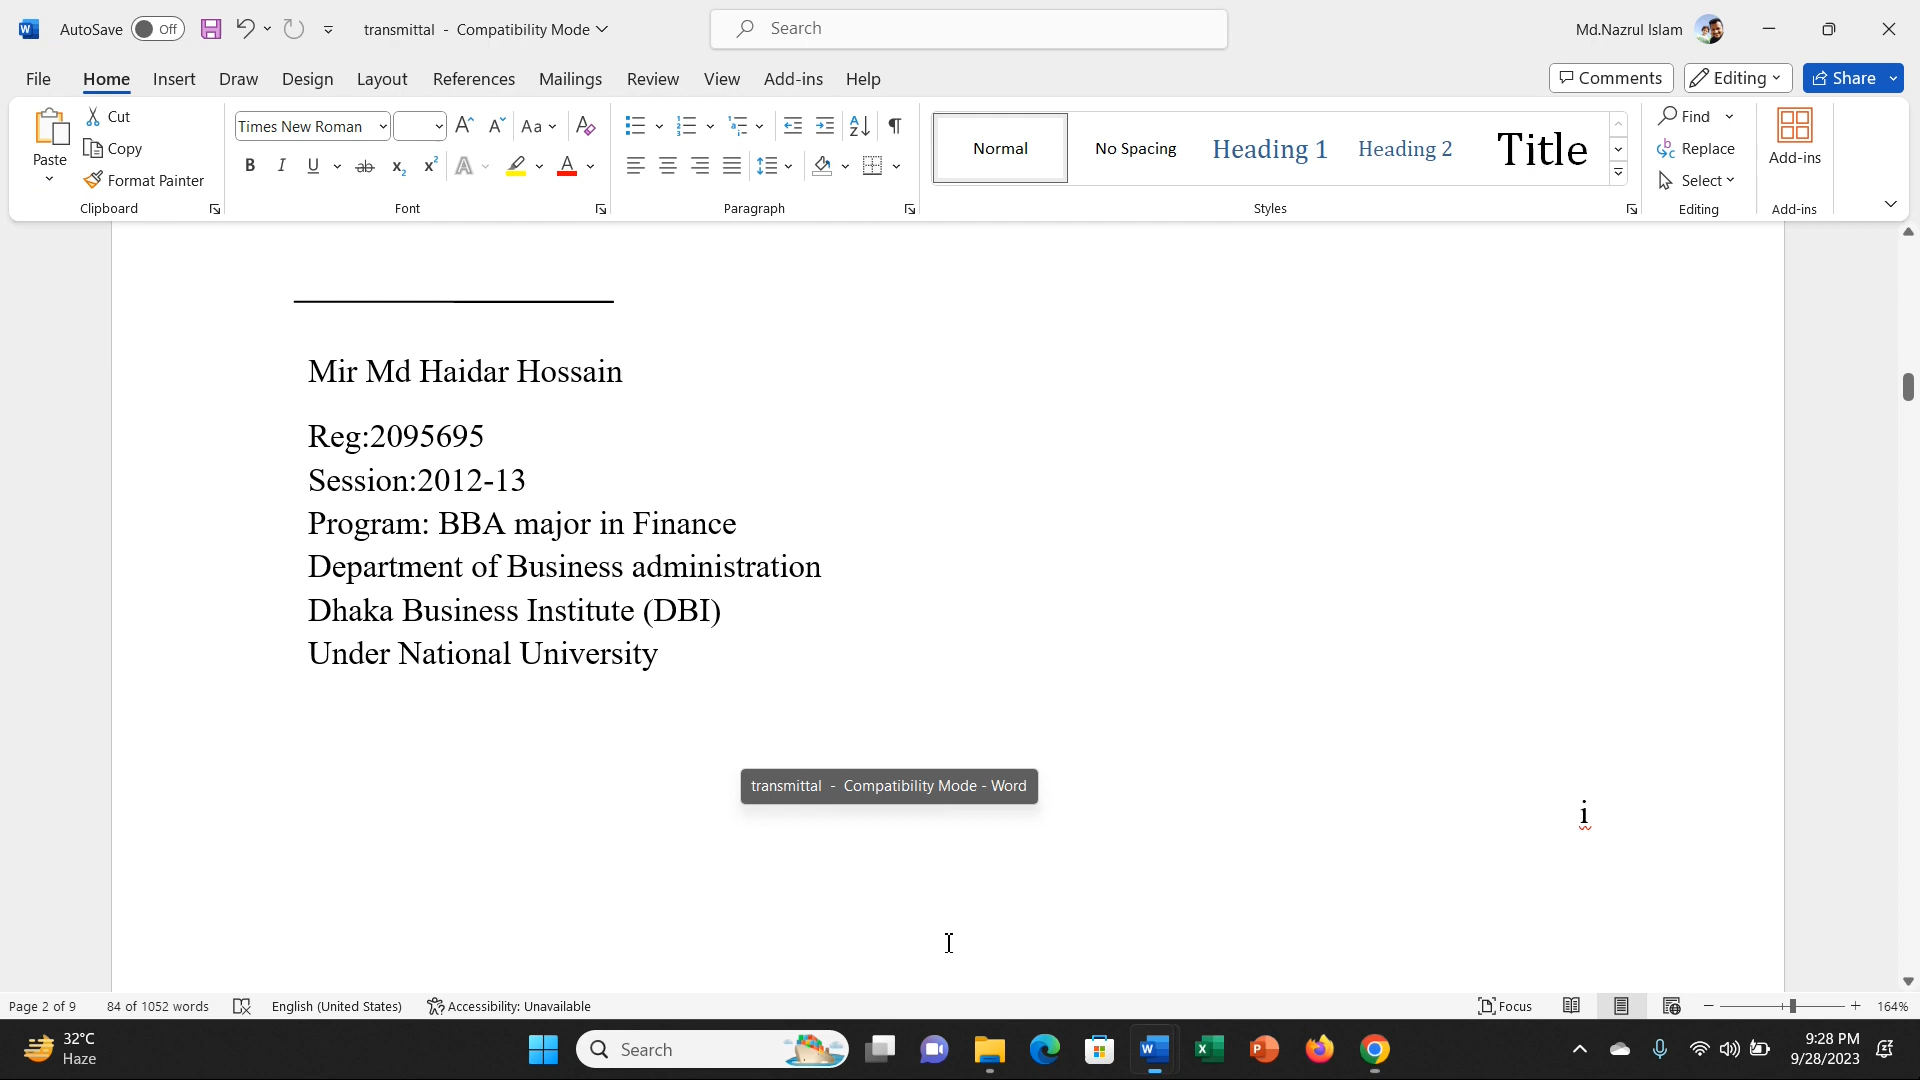 AutoSave Off transmittal - Compatibility Mode Search Md.Nazrul Islam
File Home Insert Draw Design Layout References Mailings Review View Add-ins Help Comments Editing Share
Paste Cut Copy Format Painter Clipboard
Times New Roman Aa B I U ab x₂ x² A A Font
Paragraph
Normal No Spacing Heading 1 Heading 2 Title Styles
Find Replace Select Editing
Add-ins Add-ins
Mir Md Haidar Hossain
Reg:2095695
Session:2012-13
Program: BBA major in Finance
Department of Business administration
Dhaka Business Institute (DBI)
Under National University
transmittal - Compatibility Mode - Word
i
Page 2 of 9 84 of 1052 words English (United States) Accessibility: Unavailable Focus 164%
32°C
Haze
Search
9:28 PM
9/28/2023